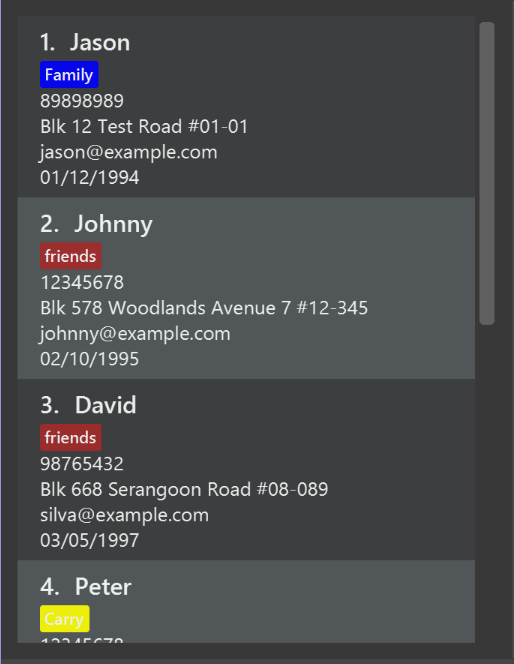 1. Jason
Family
89898989
Blk 12 Test Road #01-01
jason@example.com
01/12/1994
2. Johnny
friends
12345678
Blk 578 Woodlands Avenue 7 #12-345
johnny@example.com
02/10/1995
3. David
friends
98765432
Blk 668 Serangoon Road #08-089
silva@example.com
03/05/1997
4. Peter
Carry
12345678